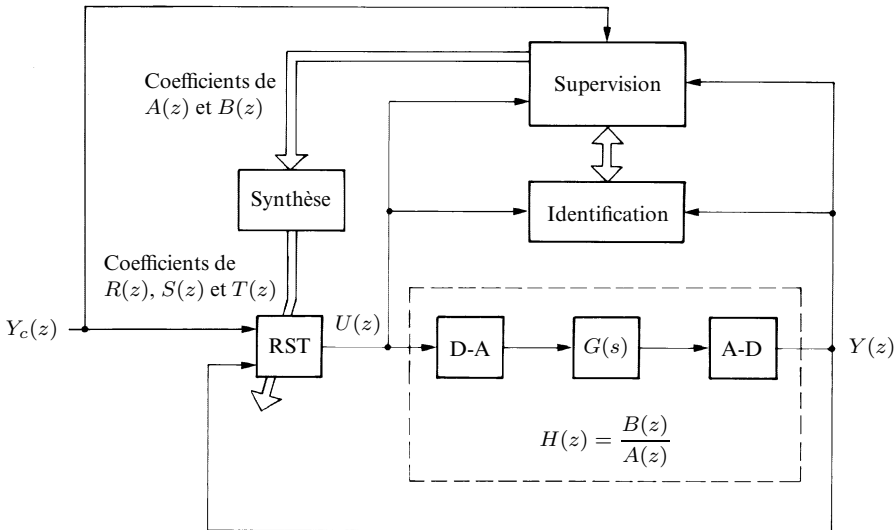 Coefficients de
A(z) et B(z)
Supervision
Synthèse
Identification
Coefficients de
R(z), S(z) et T(z)
Y_c(z)
RST
U(z)
D-A
G(s)
A-D
Y(z)
H(z) = B(z) / A(z)